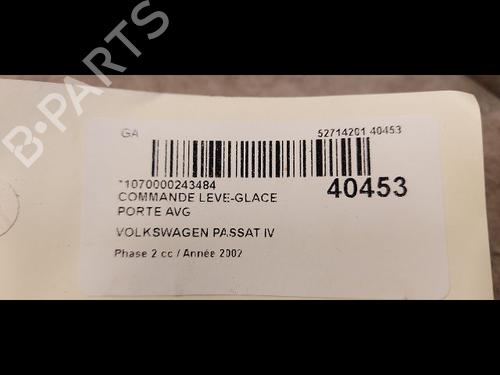 B-PARTS
GA
52714201 40453
*1070000243484
40453
COMMANDE LEVE-GLACE
PORTE AVG
VOLKSWAGEN PASSAT IV
Phase 2 cc / Année 2002